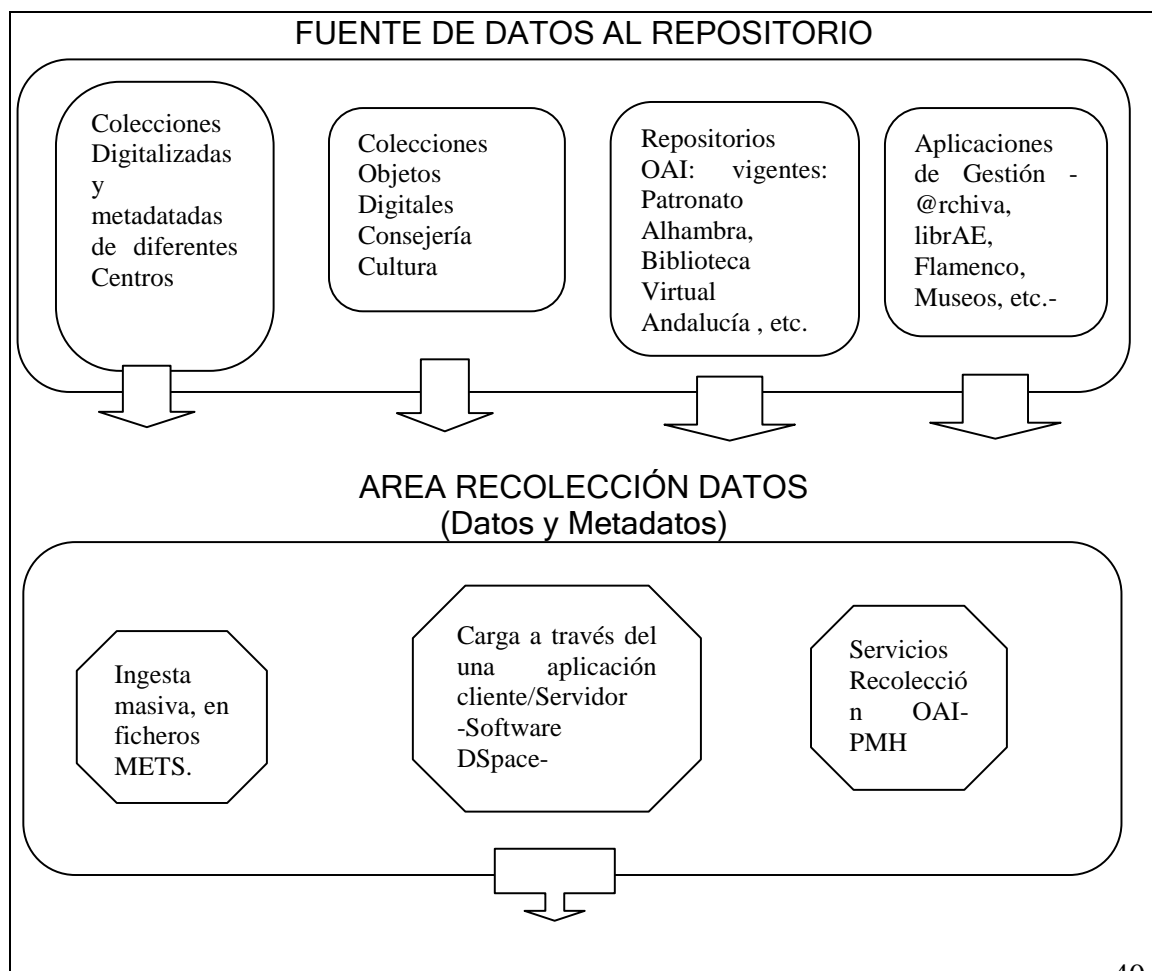 FUENTE DE DATOS AL REPOSITORIO
Colecciones
Digitalizadas
y
metadatadas
de diferentes
Centros
Colecciones
Objetos
Digitales
Consejería
Cultura
Repositorios
OAI: vigentes:
Patronato
Alhambra,
Biblioteca
Virtual
Andalucía , etc.
Aplicaciones
de Gestión -
@rchiva,
librAE,
Flamenco,
Museos, etc.-
AREA RECOLECCIÓN DATOS
(Datos y Metadatos)
Ingesta
masiva, en
ficheros
METS.
Carga a través del
una aplicación
cliente/Servidor
-Software
DSpace-
Servicios
Recolecció
n OAI-
PMH